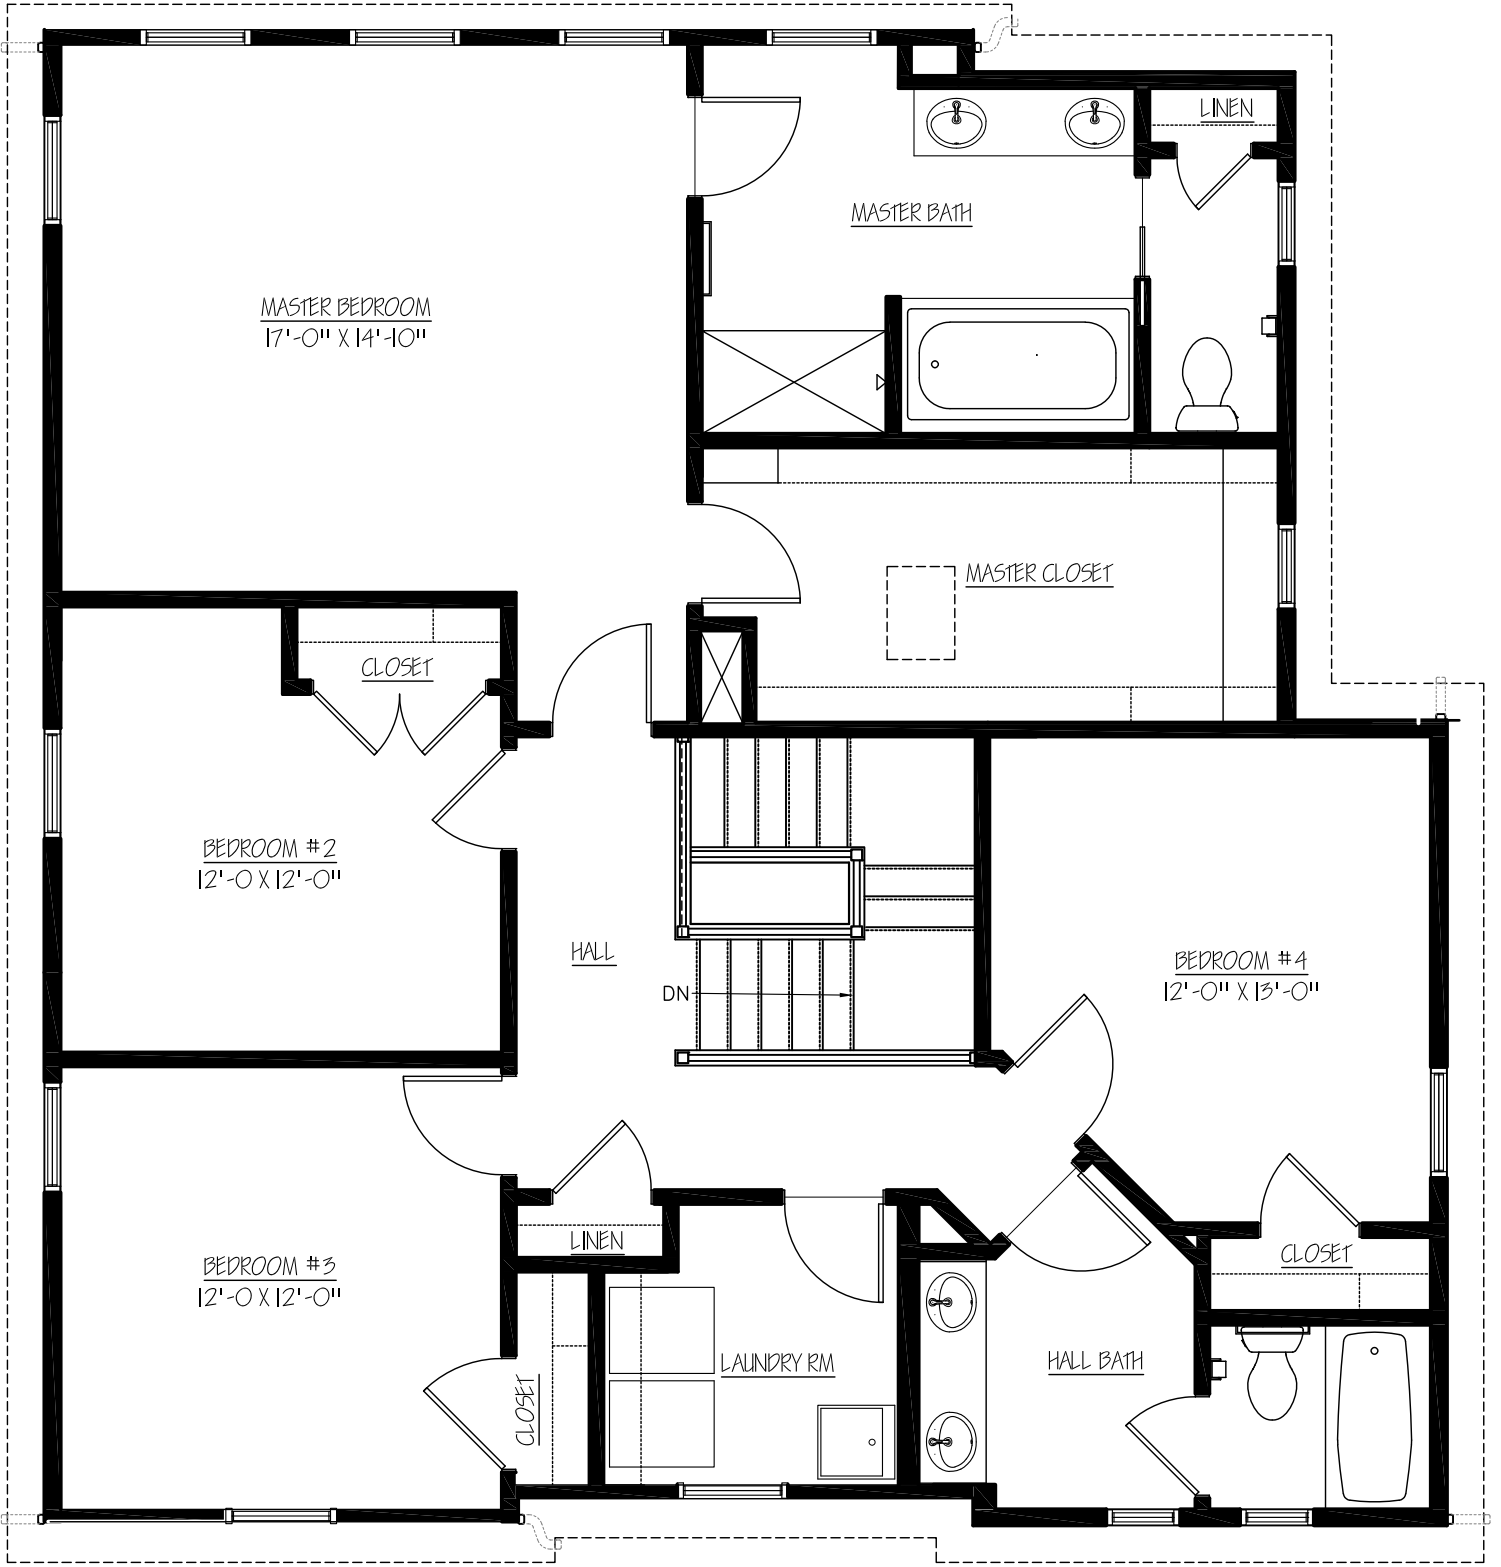 LINEN
MASTER BATH
MASTER BEDROOM
17'-0" X 14'-10"
MASTER CLOSET
CLOSET
BEDROOM #2
12'-0 X 12'-0"
HALL
DN
BEDROOM #4
12'-0" X 13'-0"
LINEN
CLOSET
BEDROOM #3
12'-0 X 12'-0"
LAUNDRY RM
HALL BATH
CLOSET